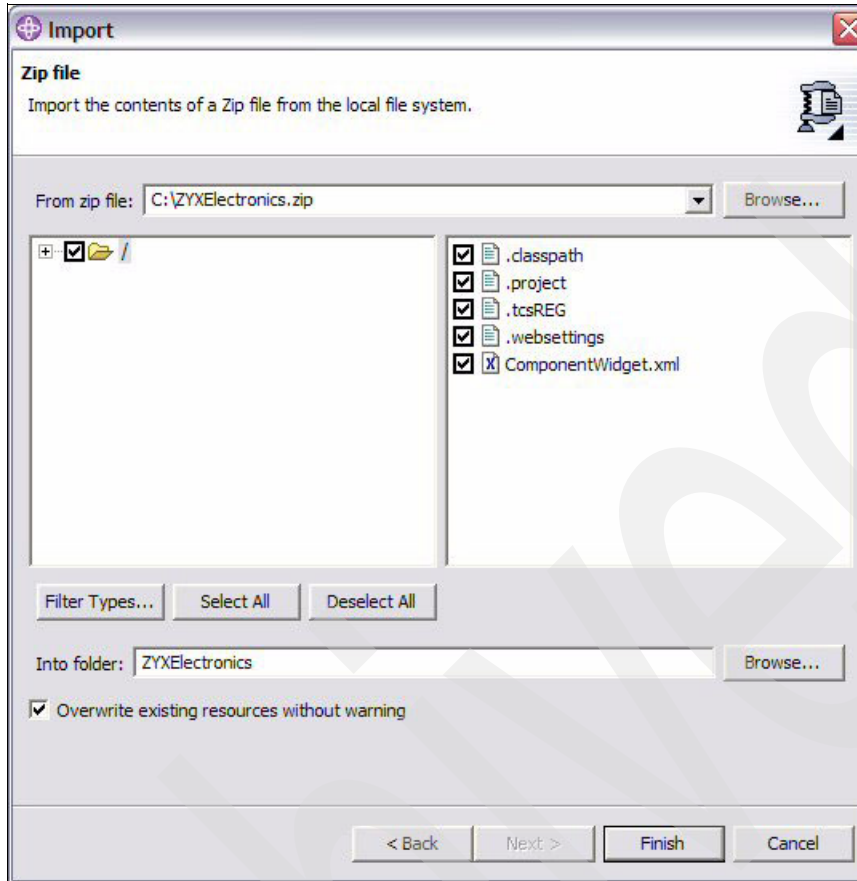 Import
Zip file
Import the contents of a Zip file from the local file system.
From zip file: C:\ZYXElectronics.zip Browse...
/
.classpath
.project
.tcsREG
.websettings
ComponentWidget.xml
Filter Types... Select All Deselect All
Into folder: ZYXElectronics Browse...
Overwrite existing resources without warning
< Back Next > Finish Cancel